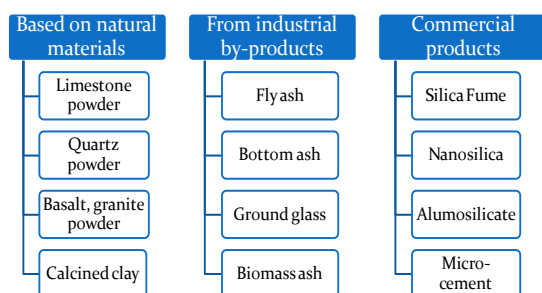 Based on natural
materials
Limestone
powder
Quartz
powder
Basalt, granite
powder
Calcined clay
From industrial
by-products
Fly ash
Bottom ash
Ground glass
Biomass ash
Commercial
products
Silica Fume
Nanosilica
Alumosilicate
Micro-
cement